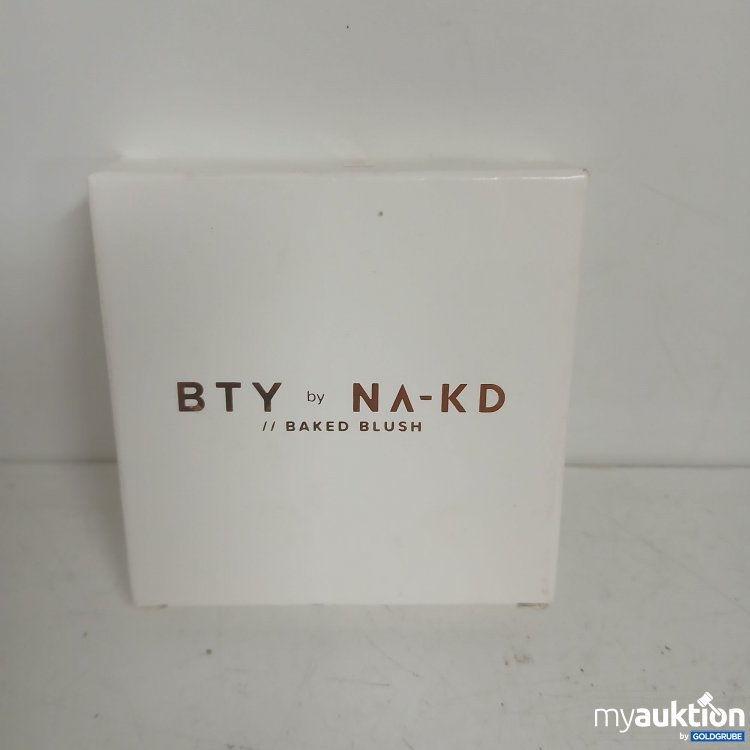 BTY by NA-KD
// BAKED BLUSH
myauktion
by GOLDGRUBE